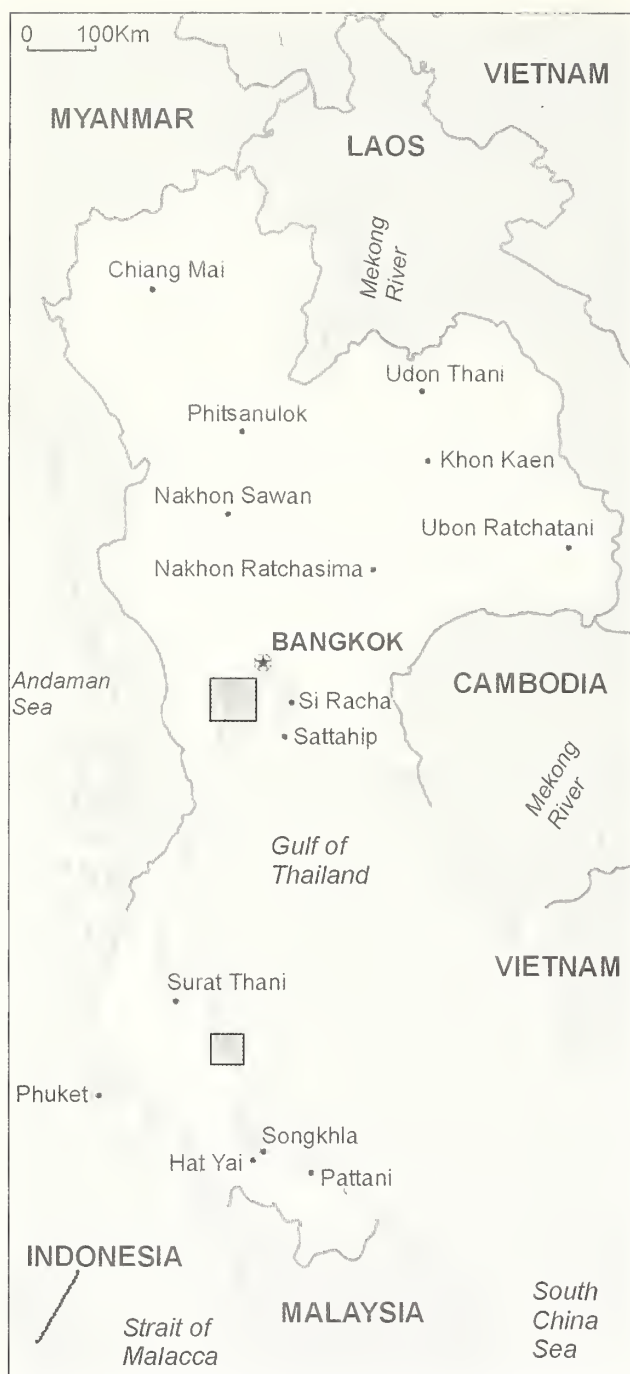 0 100Km
VIETNAM
MYANMAR
LAOS
Mekong
River
Chiang Mai
Udon Thani
Phitsanulok
Khon Kaen
Nakhon Sawan
Ubon Ratchatani
Nakhon Ratchasima
BANGKOK
Andaman
Sea
CAMBODIA
Si Racha
Sattahip
Mekong
River
Gulf of
Thailand
VIETNAM
Surat Thani
Phuket
Songkhla
Hat Yai
Pattani
INDONESIA
MALAYSIA
South
China
Sea
Strait of
Malacca